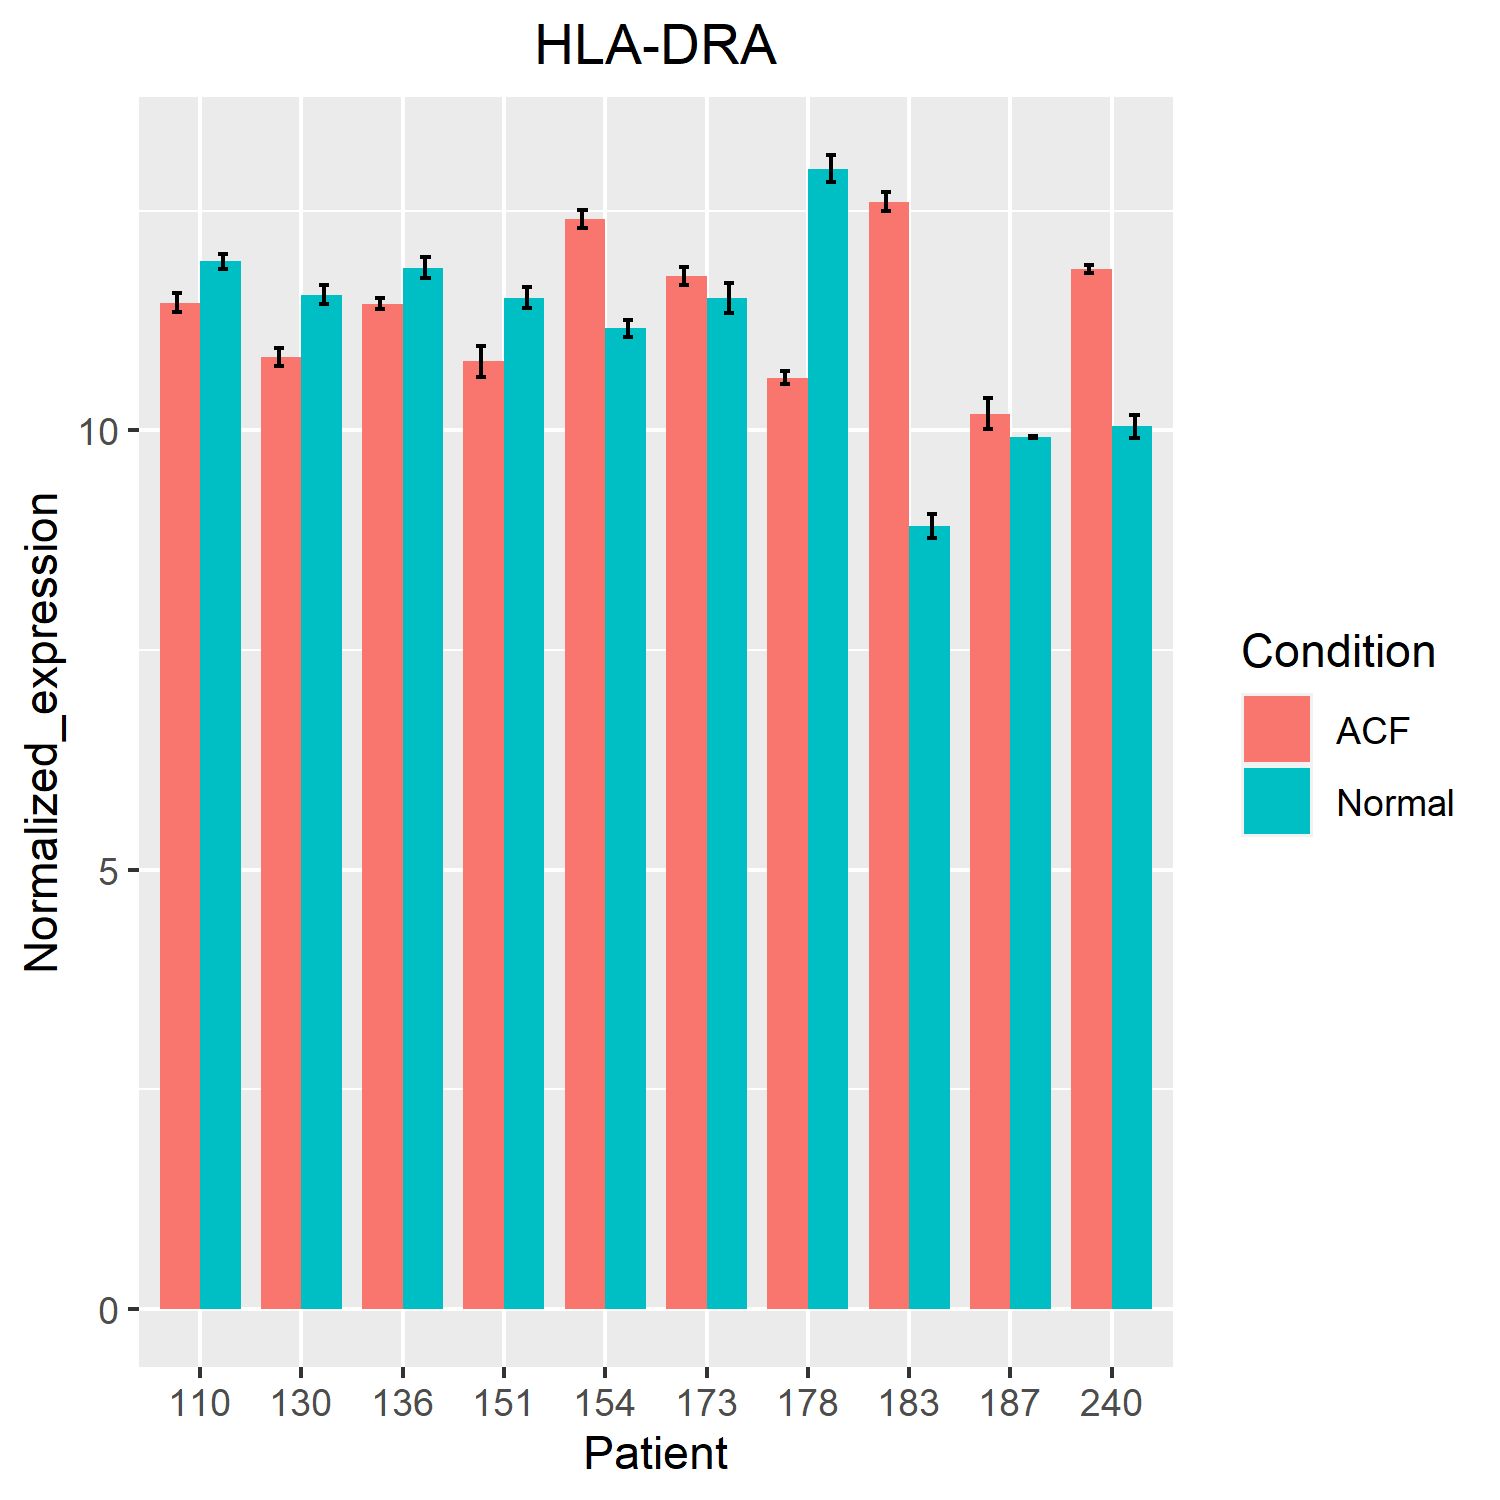 HLA-DRA
Normalized_expression
10
5
0
110 130 136 151 154 173 178 183 187 240
Patient
Condition
ACF
Normal